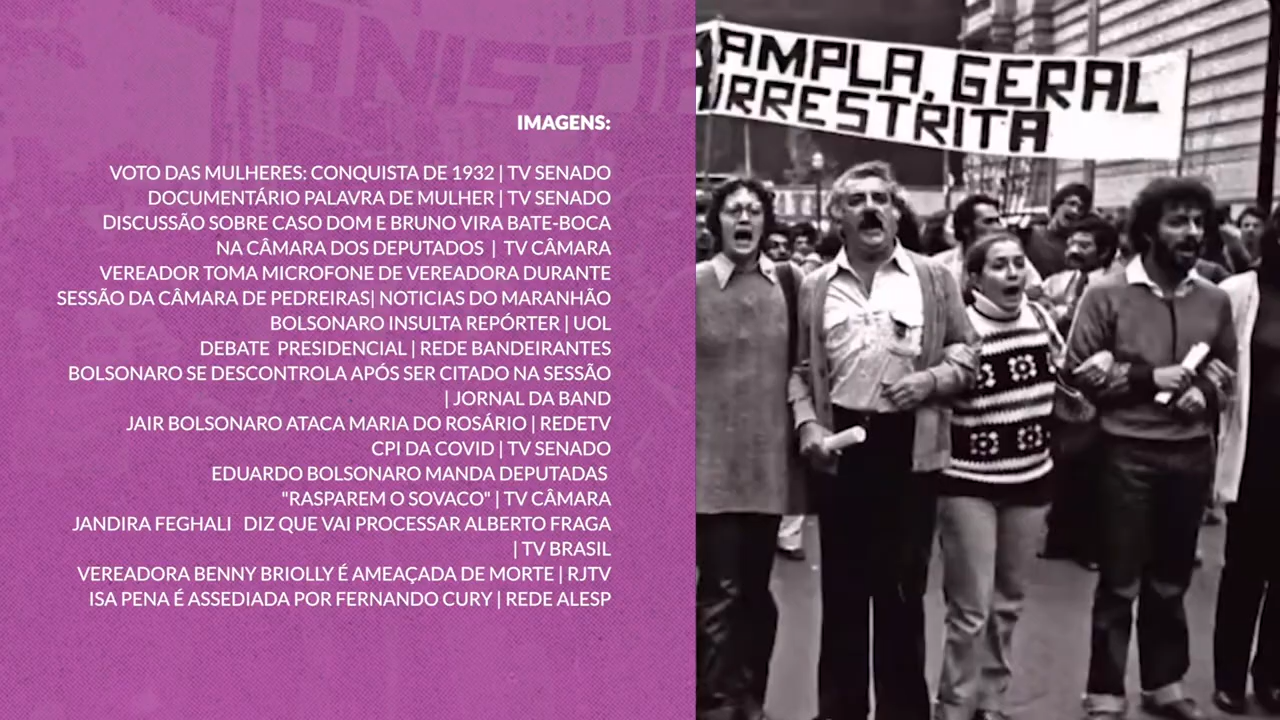 ANISTIA
IMAGENS:
VOTO DAS MULHERES: CONQUISTA DE 1932 | TV SENADO
DOCUMENTÁRIO PALAVRA DE MULHER | TV SENADO
DISCUSSÃO SOBRE CASO DOM E BRUNO VIRA BATE-BOCA
NA CÂMARA DOS DEPUTADOS | TV CÂMARA
VEREADOR TOMA MICROFONE DE VEREADORA DURANTE
SESSÃO DA CÂMARA DE PEDREIRAS| NOTICIAS DO MARANHÃO
BOLSONARO INSULTA REPÓRTER | UOL
DEBATE PRESIDENCIAL | REDE BANDEIRANTES
BOLSONARO SE DESCONTROLA APÓS SER CITADO NA SESSÃO
| JORNAL DA BAND
JAIR BOLSONARO ATACA MARIA DO ROSÁRIO | REDETV
CPI DA COVID | TV SENADO
EDUARDO BOLSONARO MANDA DEPUTADAS
"RASPAREM O SOVACO" | TV CÂMARA
JANDIRA FEGHALI DIZ QUE VAI PROCESSAR ALBERTO FRAGA
| TV BRASIL
VEREADORA BENNY BRIOLLY É AMEAÇADA DE MORTE | RJTV
ISA PENA É ASSEDIADA POR FERNANDO CURY | REDE ALESP
AMPLA, GERAL
IRRESTRITA